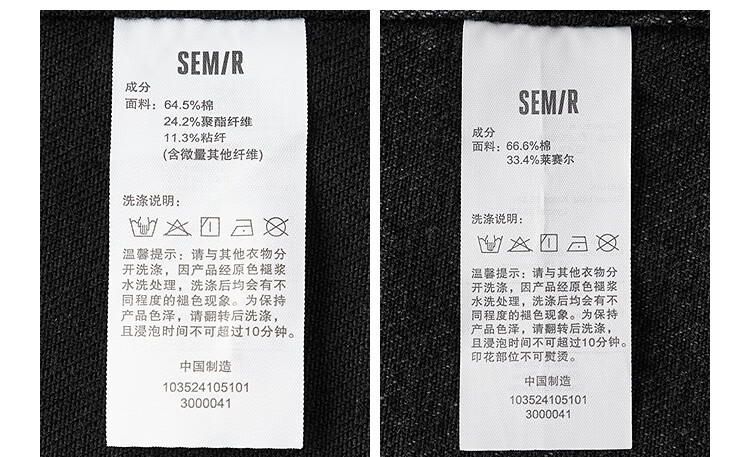 SEM/R
成分
面料：64.5%棉
24.2%聚酯纤维
11.3%粘纤
(含微量其他纤维)
洗涤说明：
温馨提示：请与其他衣物分
开洗涤，因产品经原色褪浆
水洗处理，洗涤后均会有不
同程度的褪色现象。为保持
产品色泽，请翻转后洗涤，
且浸泡时间不可超过10分钟。
中国制造
103524105101
3000041
SEM/R
成分
面料：66.6%棉
33.4%莱赛尔
洗涤说明：
温馨提示：请与其他衣物分
开洗涤，因产品经原色褪浆
水洗处理，洗涤后均会有不
同程度的褪色现象。为保持
产品色泽，请翻转后洗涤，
且浸泡时间不可超过10分钟。
印花部位不可熨烫。
中国制造
103524105101
3000041